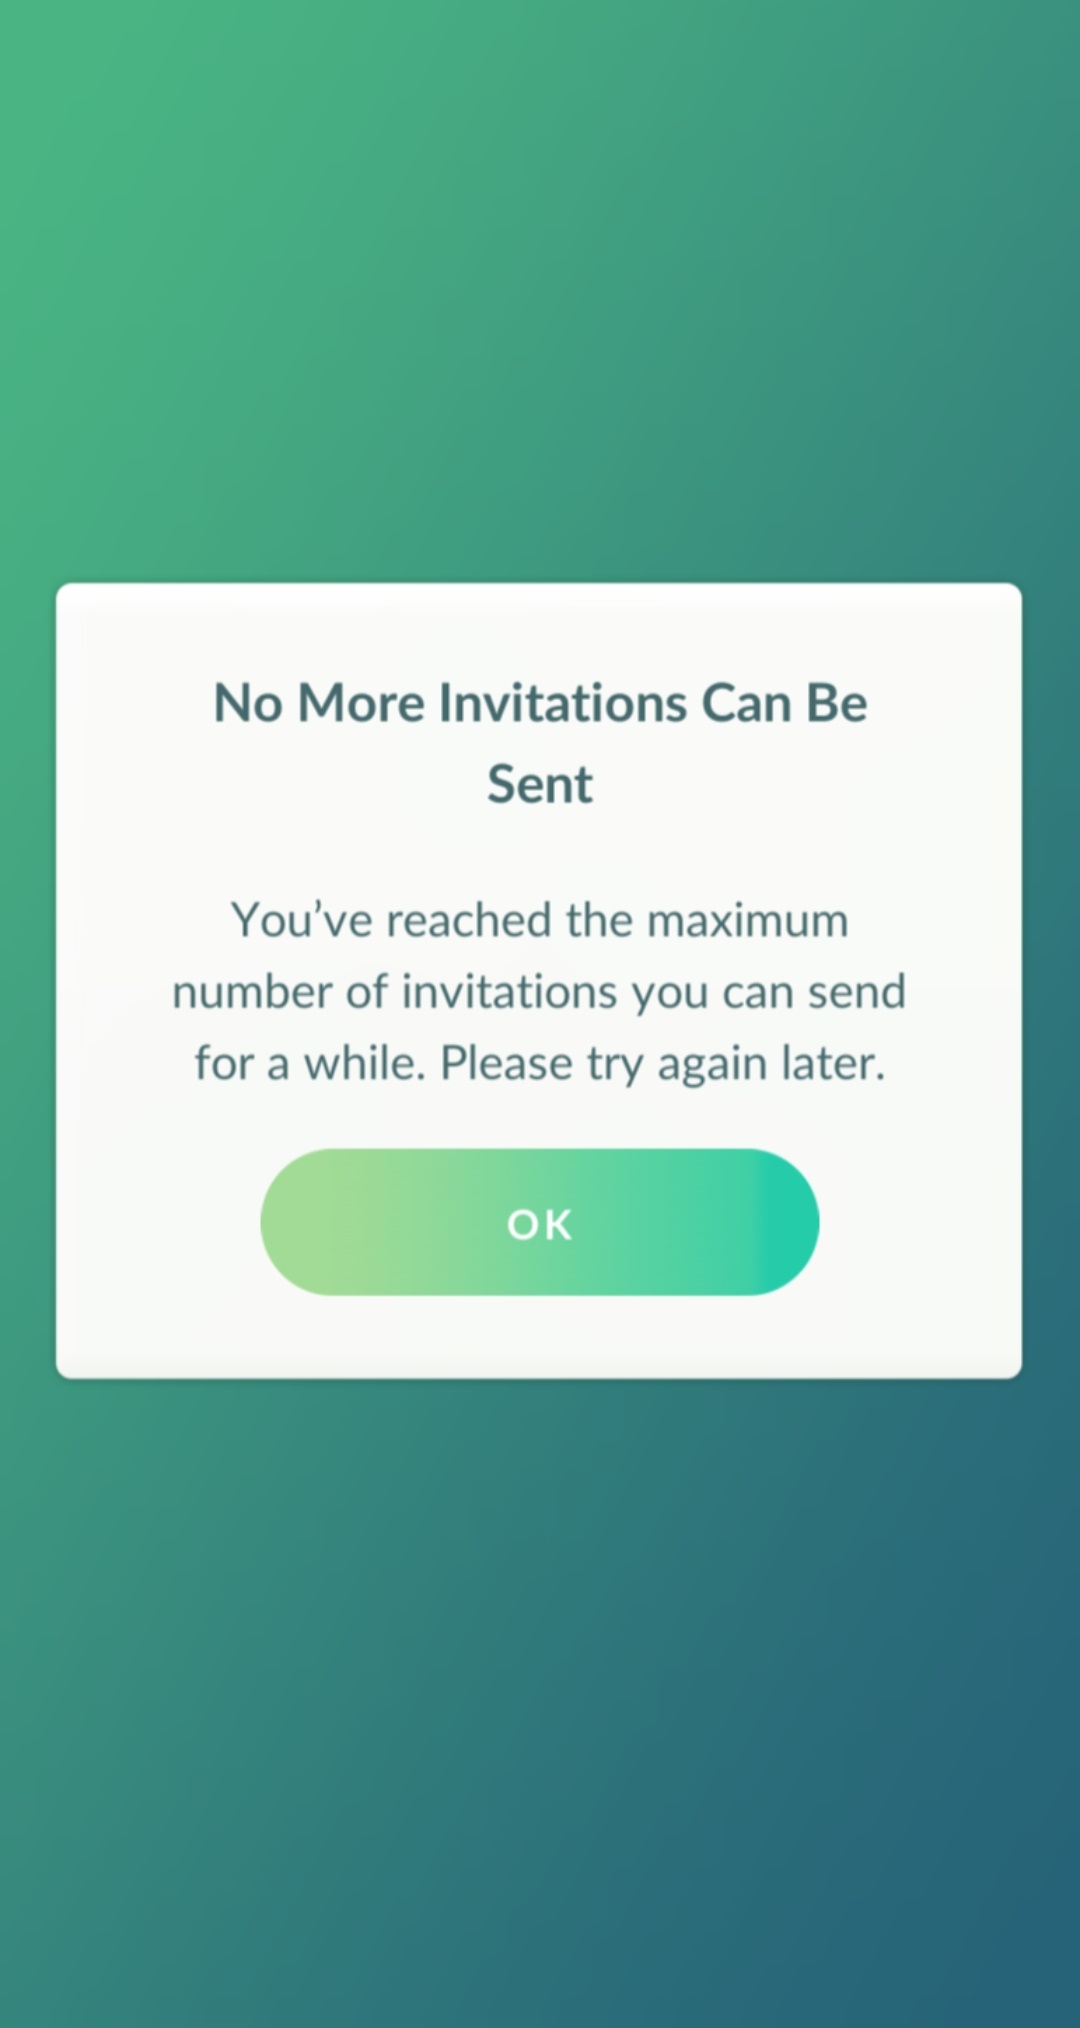 No More Invitations Can Be
Sent
You’ve reached the maximum
number of invitations you can send
for a while. Please try again later.
OK